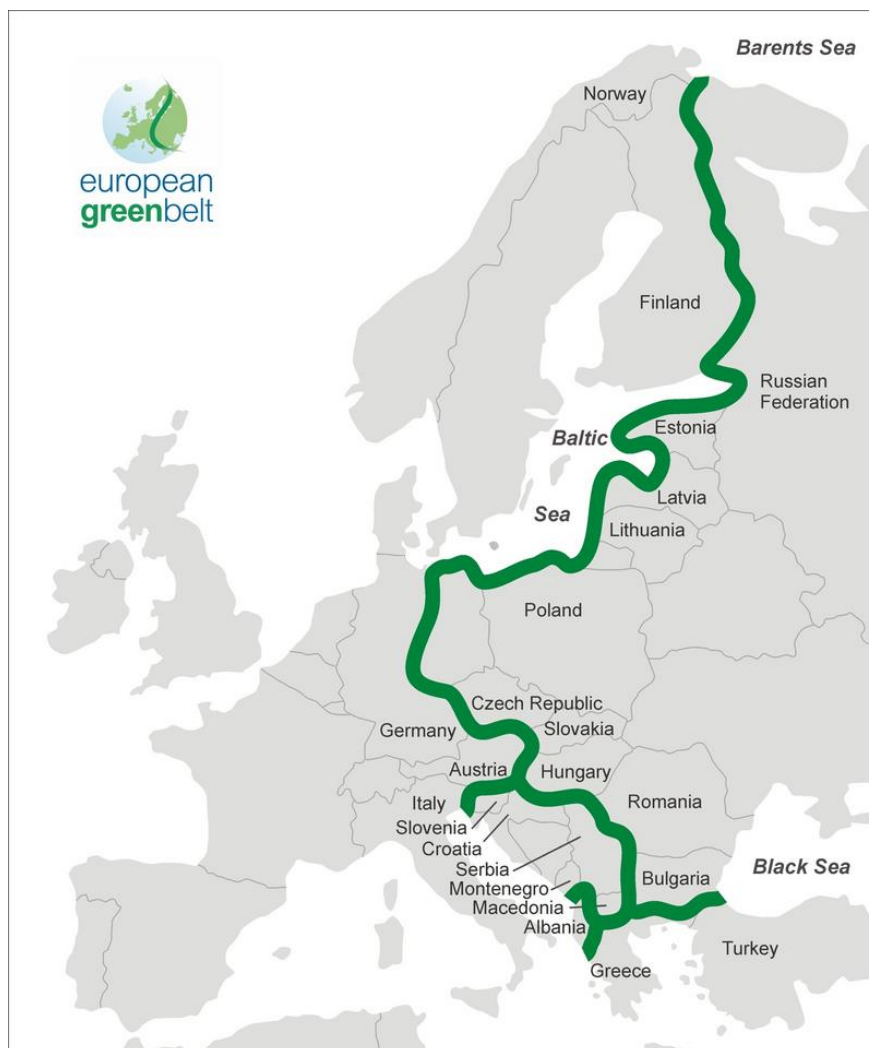 Barents Sea
Norway
european
greenbelt
Finland
Russian
Federation
Baltic
Estonia
Latvia
Sea
Lithuania
Poland
Czech Republic
Germany
Slovakia
Austria
Hungary
Italy
Romania
Slovenia
Croatia
Serbia
Black Sea
Bulgaria
Montenegro
Macedonia
Albania
Turkey
Greece